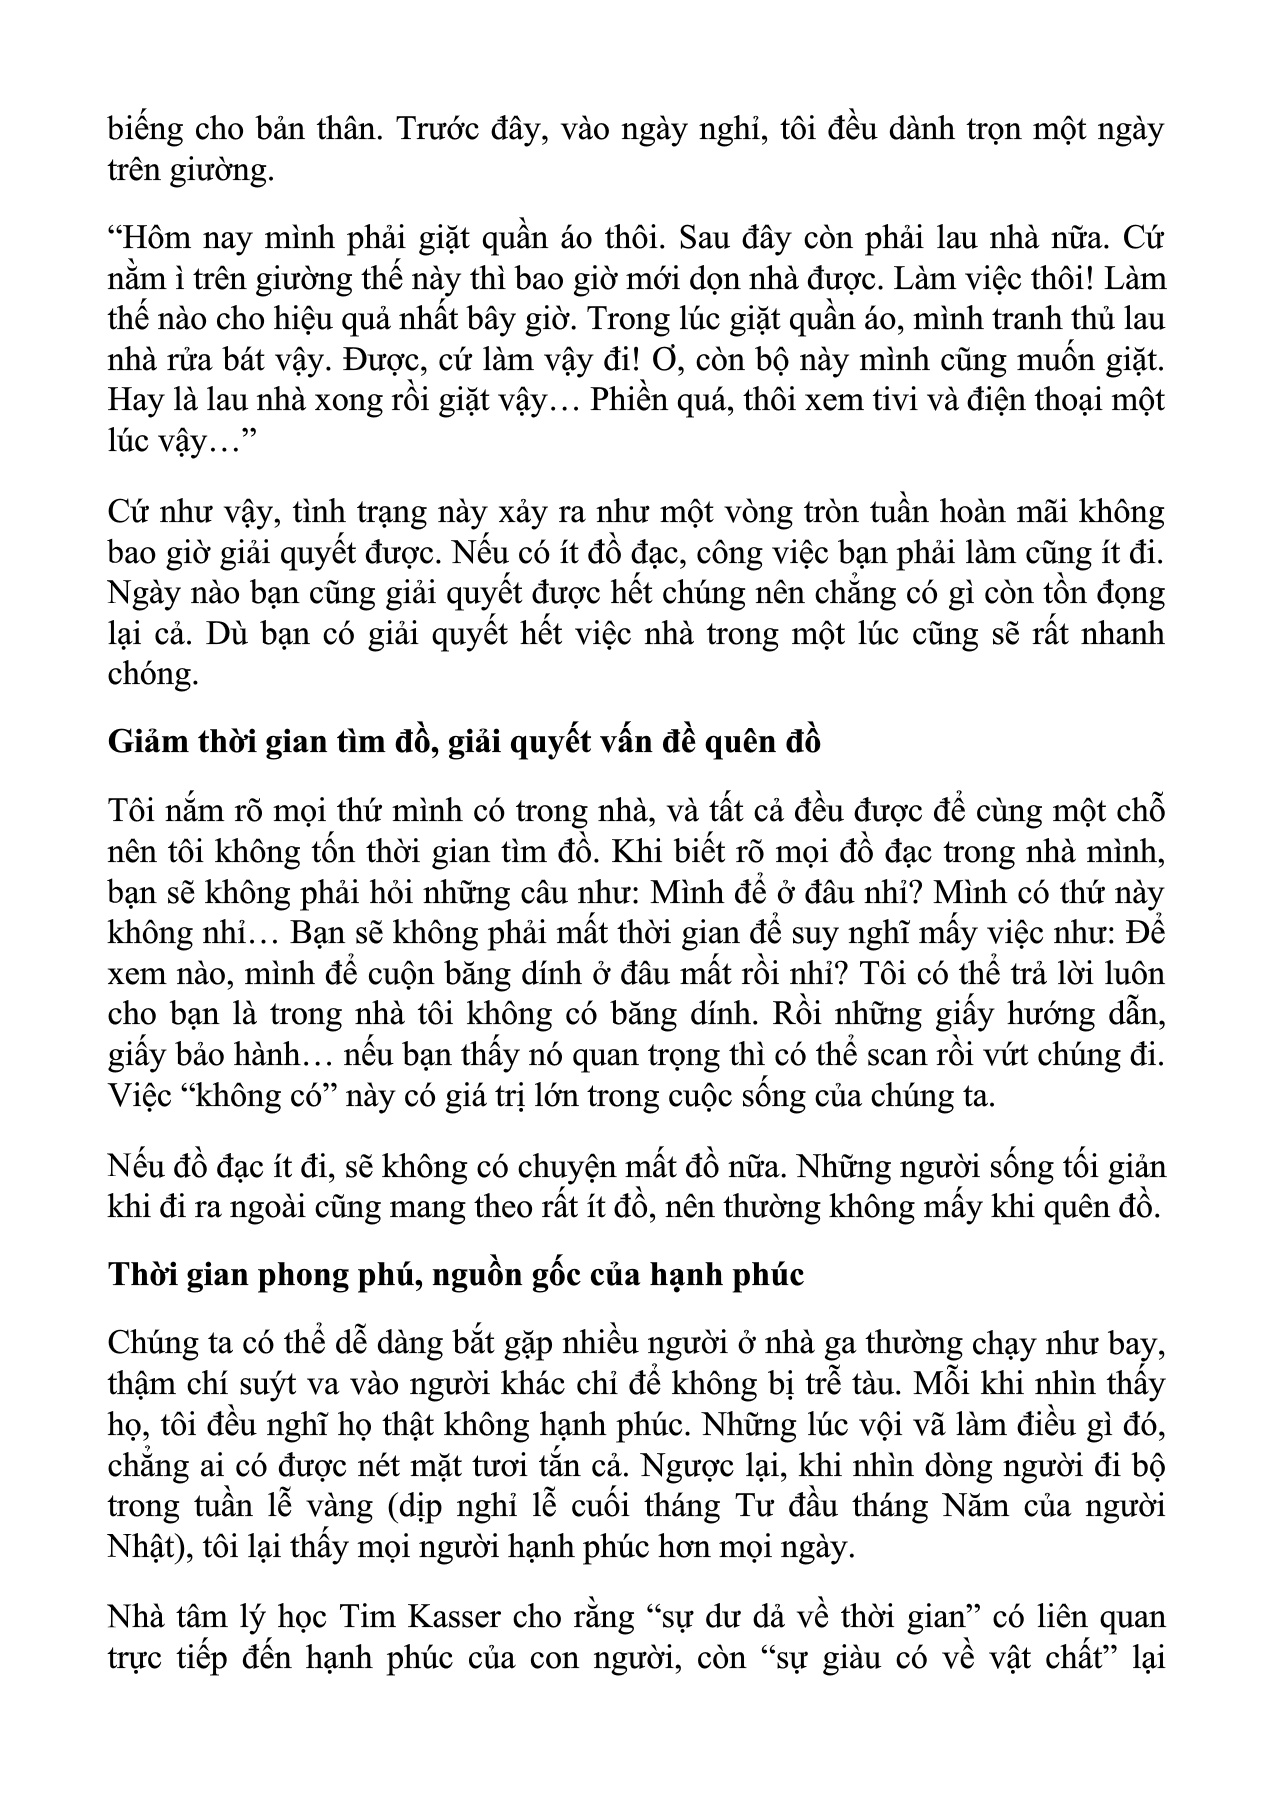 biếng cho bản thân. Trước đây, vào ngày nghỉ, tôi đều dành trọn một ngày
trên giường.
“Hôm nay mình phải giặt quần áo thôi. Sau đây còn phải lau nhà nữa. Cứ
nằm ì trên giường thế này thì bao giờ mới dọn nhà được. Làm việc thôi! Làm
thế nào cho hiệu quả nhất bây giờ. Trong lúc giặt quần áo, mình tranh thủ lau
nhà rửa bát vậy. Được, cứ làm vậy đi! Ơ, còn bộ này mình cũng muốn giặt.
Hay là lau nhà xong rồi giặt vậy… Phiền quá, thôi xem tivi và điện thoại một
lúc vậy…”
Cứ như vậy, tình trạng này xảy ra như một vòng tròn tuần hoàn mãi không
bao giờ giải quyết được. Nếu có ít đồ đạc, công việc bạn phải làm cũng ít đi.
Ngày nào bạn cũng giải quyết được hết chúng nên chẳng có gì còn tồn đọng
lại cả. Dù bạn có giải quyết hết việc nhà trong một lúc cũng sẽ rất nhanh
chóng.
Giảm thời gian tìm đồ, giải quyết vấn đề quên đồ
Tôi nắm rõ mọi thứ mình có trong nhà, và tất cả đều được để cùng một chỗ
nên tôi không tốn thời gian tìm đồ. Khi biết rõ mọi đồ đạc trong nhà mình,
bạn sẽ không phải hỏi những câu như: Mình để ở đâu nhỉ? Mình có thứ này
không nhỉ… Bạn sẽ không phải mất thời gian để suy nghĩ mấy việc như: Để
xem nào, mình để cuộn băng dính ở đâu mất rồi nhỉ? Tôi có thể trả lời luôn
cho bạn là trong nhà tôi không có băng dính. Rồi những giấy hướng dẫn,
giấy bảo hành… nếu bạn thấy nó quan trọng thì có thể scan rồi vứt chúng đi.
Việc “không có” này có giá trị lớn trong cuộc sống của chúng ta.
Nếu đồ đạc ít đi, sẽ không có chuyện mất đồ nữa. Những người sống tối giản
khi đi ra ngoài cũng mang theo rất ít đồ, nên thường không mấy khi quên đồ.
Thời gian phong phú, nguồn gốc của hạnh phúc
Chúng ta có thể dễ dàng bắt gặp nhiều người ở nhà ga thường chạy như bay,
thậm chí suýt va vào người khác chỉ để không bị trễ tàu. Mỗi khi nhìn thấy
họ, tôi đều nghĩ họ thật không hạnh phúc. Những lúc vội vã làm điều gì đó,
chẳng ai có được nét mặt tươi tắn cả. Ngược lại, khi nhìn dòng người đi bộ
trong tuần lễ vàng (dịp nghỉ lễ cuối tháng Tư đầu tháng Năm của người
Nhật), tôi lại thấy mọi người hạnh phúc hơn mọi ngày.
Nhà tâm lý học Tim Kasser cho rằng “sự dư dả về thời gian” có liên quan
trực tiếp đến hạnh phúc của con người, còn “sự giàu có về vật chất” lại